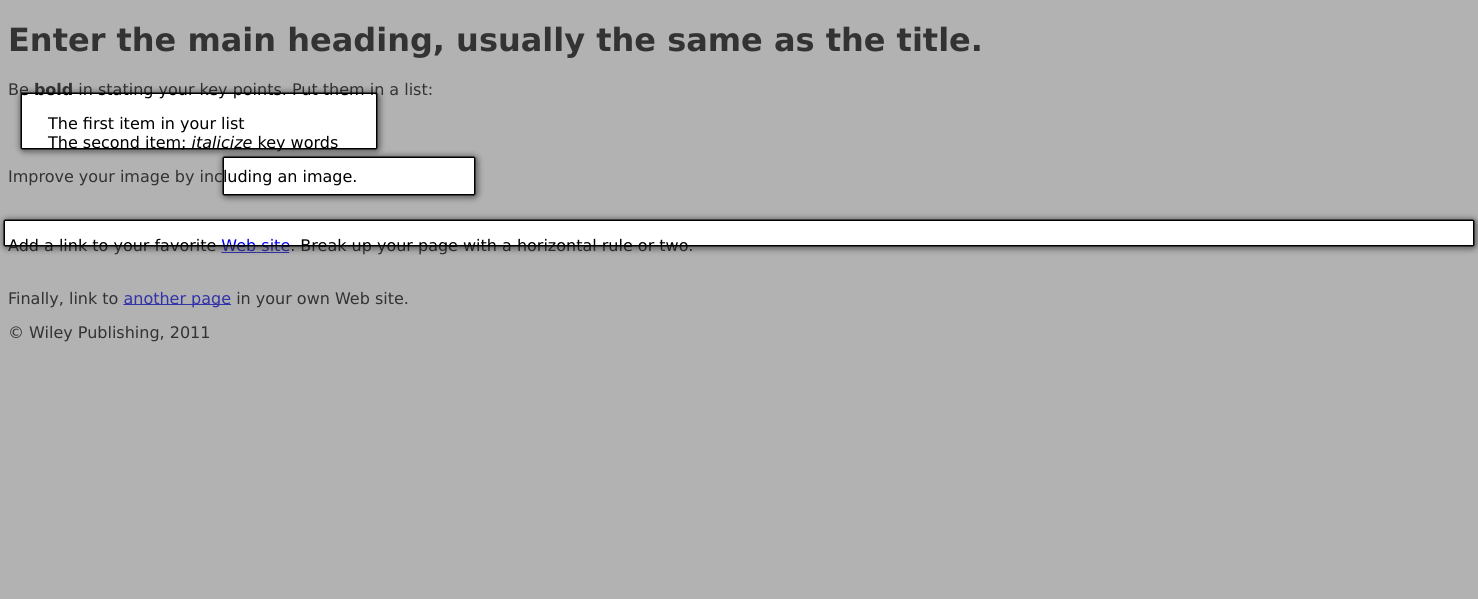 Enter the main heading, usually the same as the title.
Be bold in stating your key points. Put them in a list:
The first item in your list
The second item; italicize key words
Improve your image by including an image.
Add a link to your favorite Web site. Break up your page with a horizontal rule or two.
Finally, link to another page in your own Web site.
© Wiley Publishing, 2011